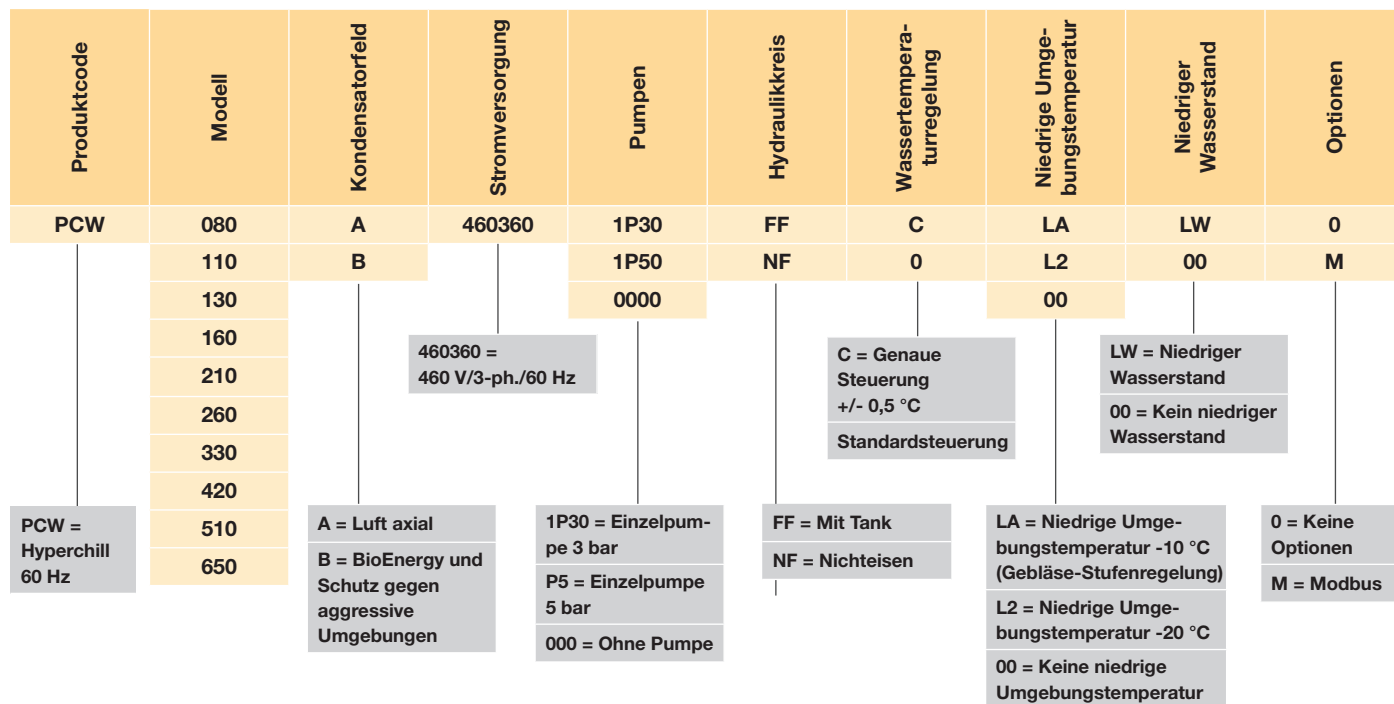 Produktcode
Modell
Kondensatorfeld
Stromversorgung
Pumpen
Hydraulikkreis
Wassertempera-
turregelung
Niedrige Umge-
bungstemperatur
Niedriger
Wasserstand
Optionen
PCW 080 A 460360 1P30 FF C LA LW 0
110 B 1P50 NF 0 L2 00 M
130 0000 00
160
210
260
330
420
510
650
PCW =
Hyperchill
60 Hz
A = Luft axial
B = BioEnergy und
Schutz gegen
aggressive
Umgebungen
460360 =
460 V/3-ph./60 Hz
1P30 = Einzelpum-
pe 3 bar
P5 = Einzelpumpe
5 bar
000 = Ohne Pumpe
FF = Mit Tank
NF = Nichteisen
C = Genaue
Steuerung
+/- 0,5 °C
Standardsteuerung
LA = Niedrige Umge-
bungstemperatur -10 °C
(Gebläse-Stufenregelung)
L2 = Niedrige Umge-
bungstemperatur -20 °C
00 = Keine niedrige
Umgebungstemperatur
LW = Niedriger
Wasserstand
00 = Kein niedriger
Wasserstand
0 = Keine
Optionen
M = Modbus